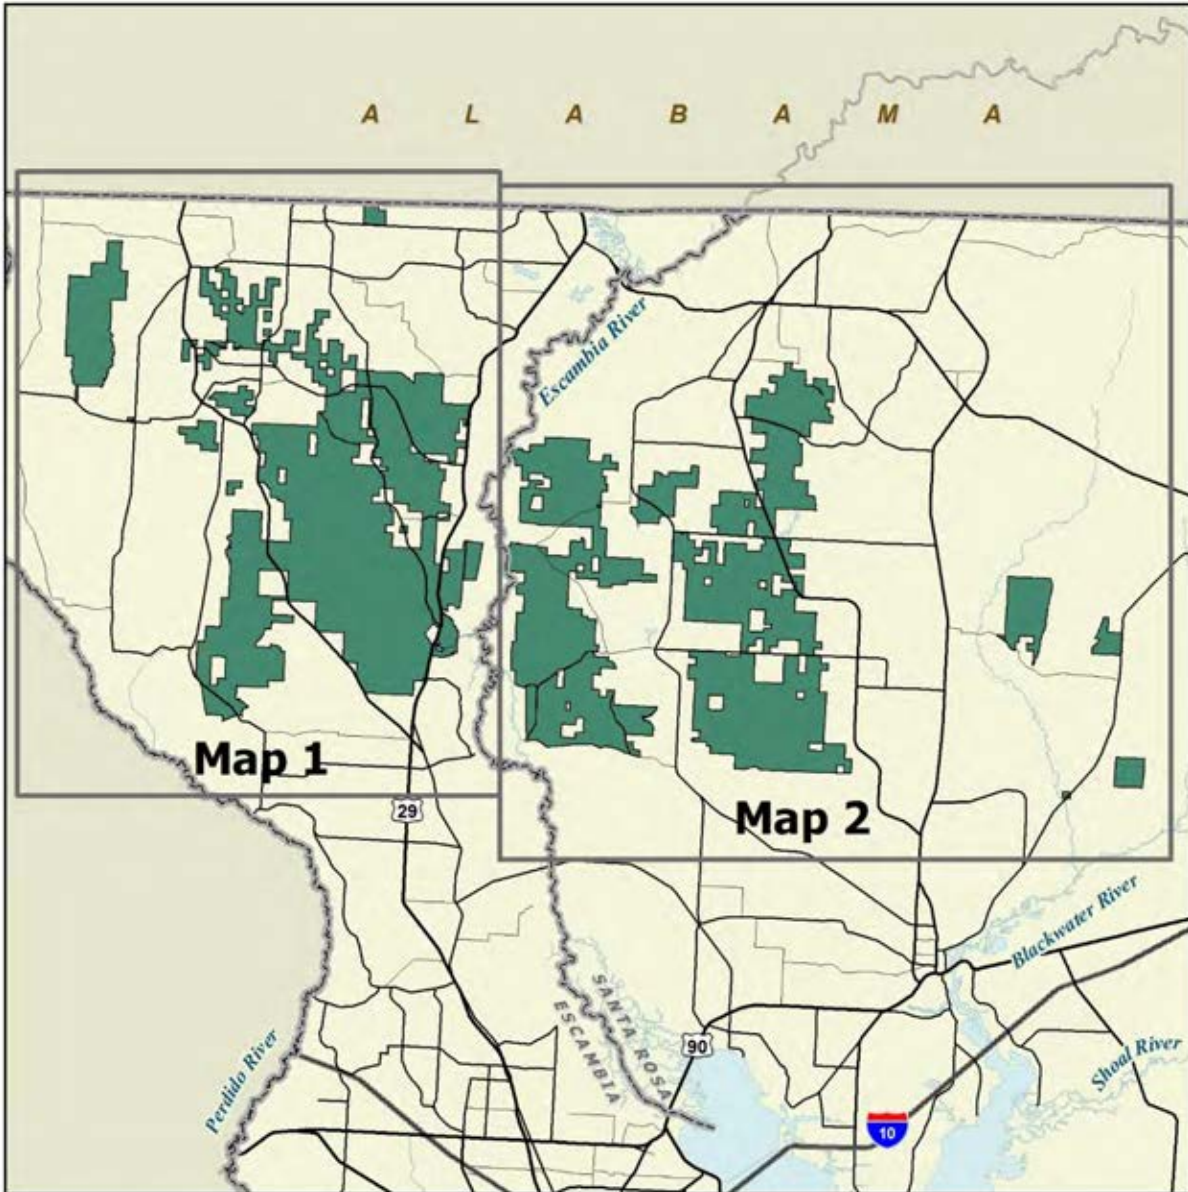 A L A B A M A
Escambia River
Map 1
29
Map 2
Blackwater River
SANTA ROSA
ESCAMBIA
Perdido River
90
Shoal River
10